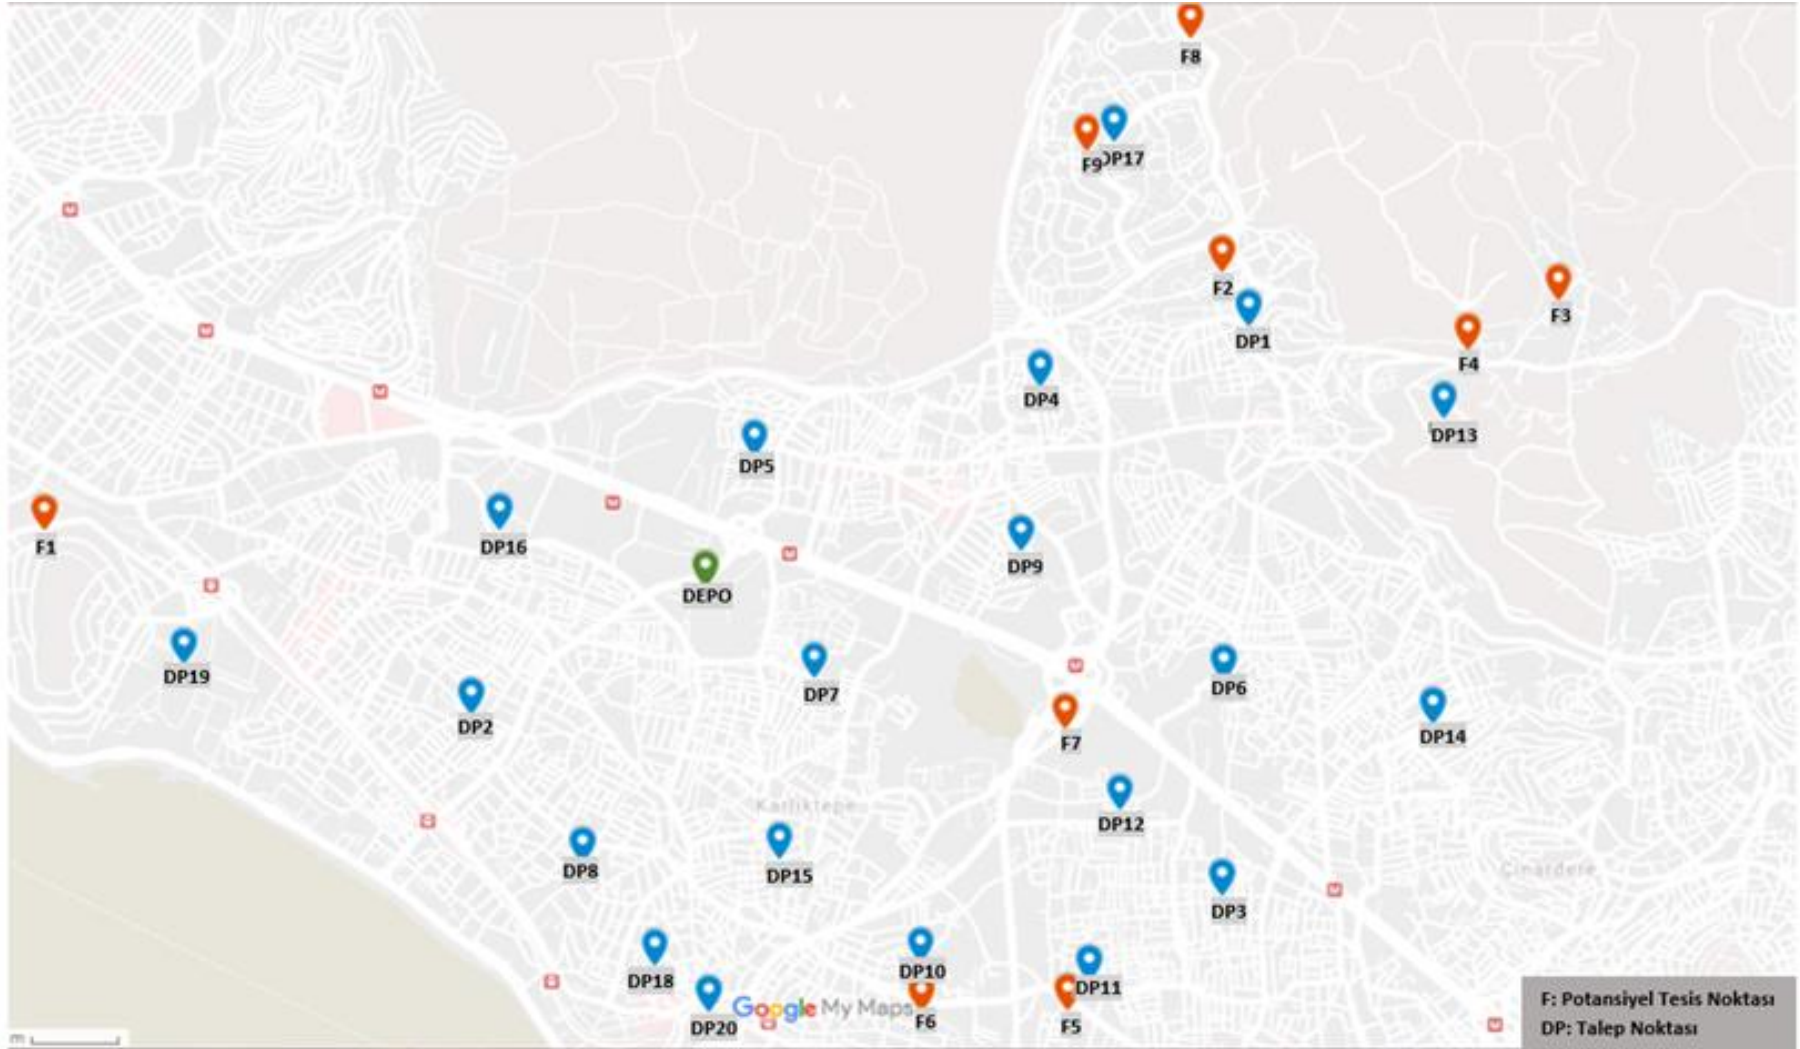 F8
F9
DP17
F2
DP1
F3
F4
DP4
DP13
DP5
F1
DP16
DP9
DEPO
DP19
DP7
DP6
DP2
F7
DP14
Karlıktepe
DP12
DP8
DP15
Çınardere
DP3
DP10
DP18
DP11
Google My Maps
DP20
F6
F5
F: Potansiyel Tesis Noktası
DP: Talep Noktası